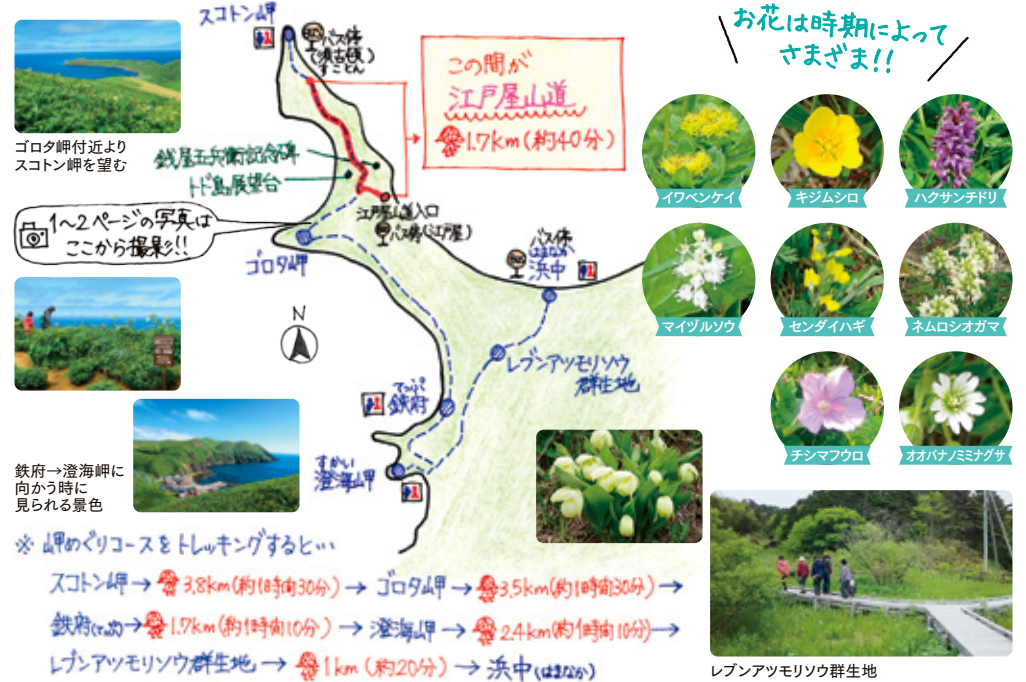 スコトン岬
バス停
(須古頓)
すことん
お花は時期によって
さまざま!!
この間が
江戸屋山道
1.7km(約40分)
ゴロタ岬付近より
スコトン岬を望む
銭屋五兵衛記念碑
トド島展望台
江戸屋山道入口
バス停(江戸屋)
1~2ページの写真は
ここから撮影!!
ゴロタ岬
バス停
はまなか
浜中
イワベンケイ
キジムシロ
ハクサンチドリ
マイヅルソウ
センダイハギ
ネムロシオガマ
チシマフウロ
オオバナノミミナグサ
N
レブンアツモリソウ
群生地
てっぷ
鉄府
すかい
澄海岬
鉄府→澄海岬に
向かう時に
見られる景色
※ 岬めぐりコースをトレッキングすると…
スコトン岬→3.8km(約1時間30分)→ゴロタ岬→3.5km(約1時間30分)→
鉄府(てっぷ)→1.7km(約1時間10分)→澄海岬→2.4km(約1時間10分)→
レブンアツモリソウ群生地→1km(約20分)→浜中(はまなか)
レブンアツモリソウ群生地